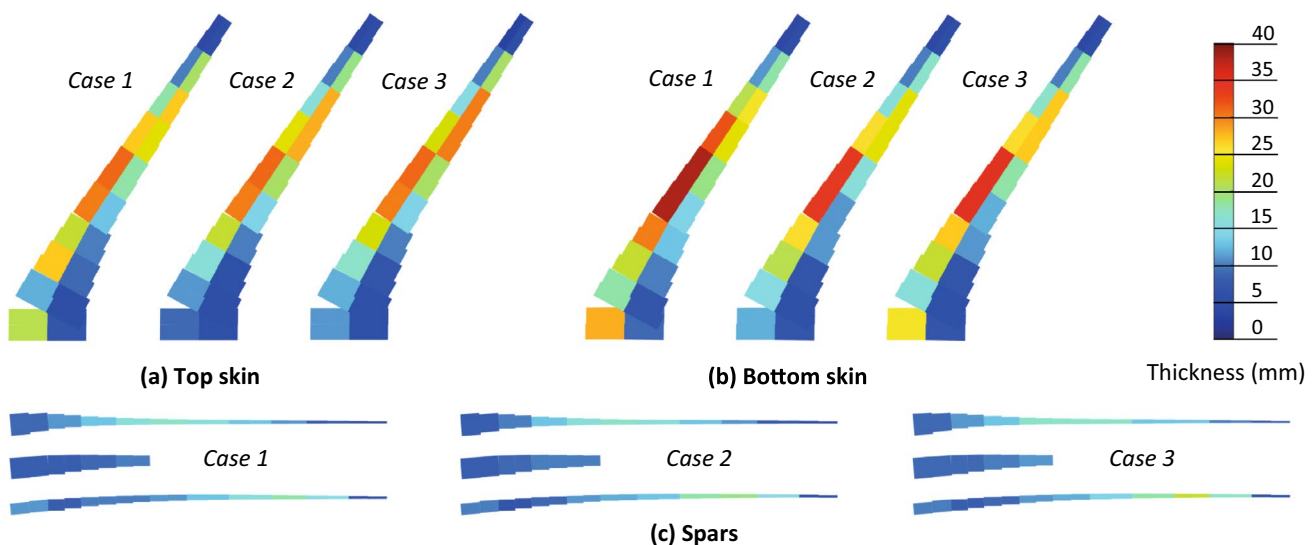 Case 1
Case 2
Case 3
Case 1
Case 2
Case 3
40
35
30
25
20
15
10
5
0
(a) Top skin
(b) Bottom skin
Thickness (mm)
Case 1
Case 2
Case 3
(c) Spars